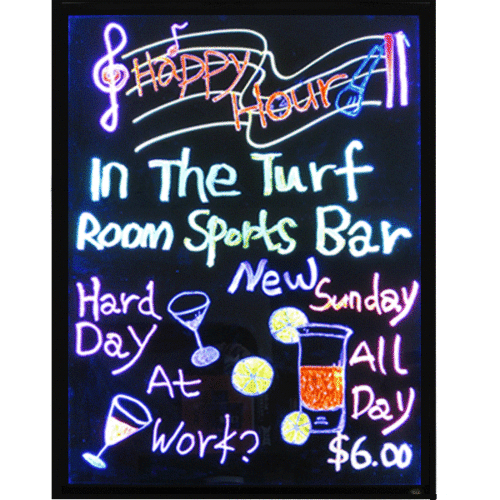 Happy
Hour
In The Turf
Room Sports Bar
New
Hard
Day
At
Work?
Sunday
All
Day
$6.00